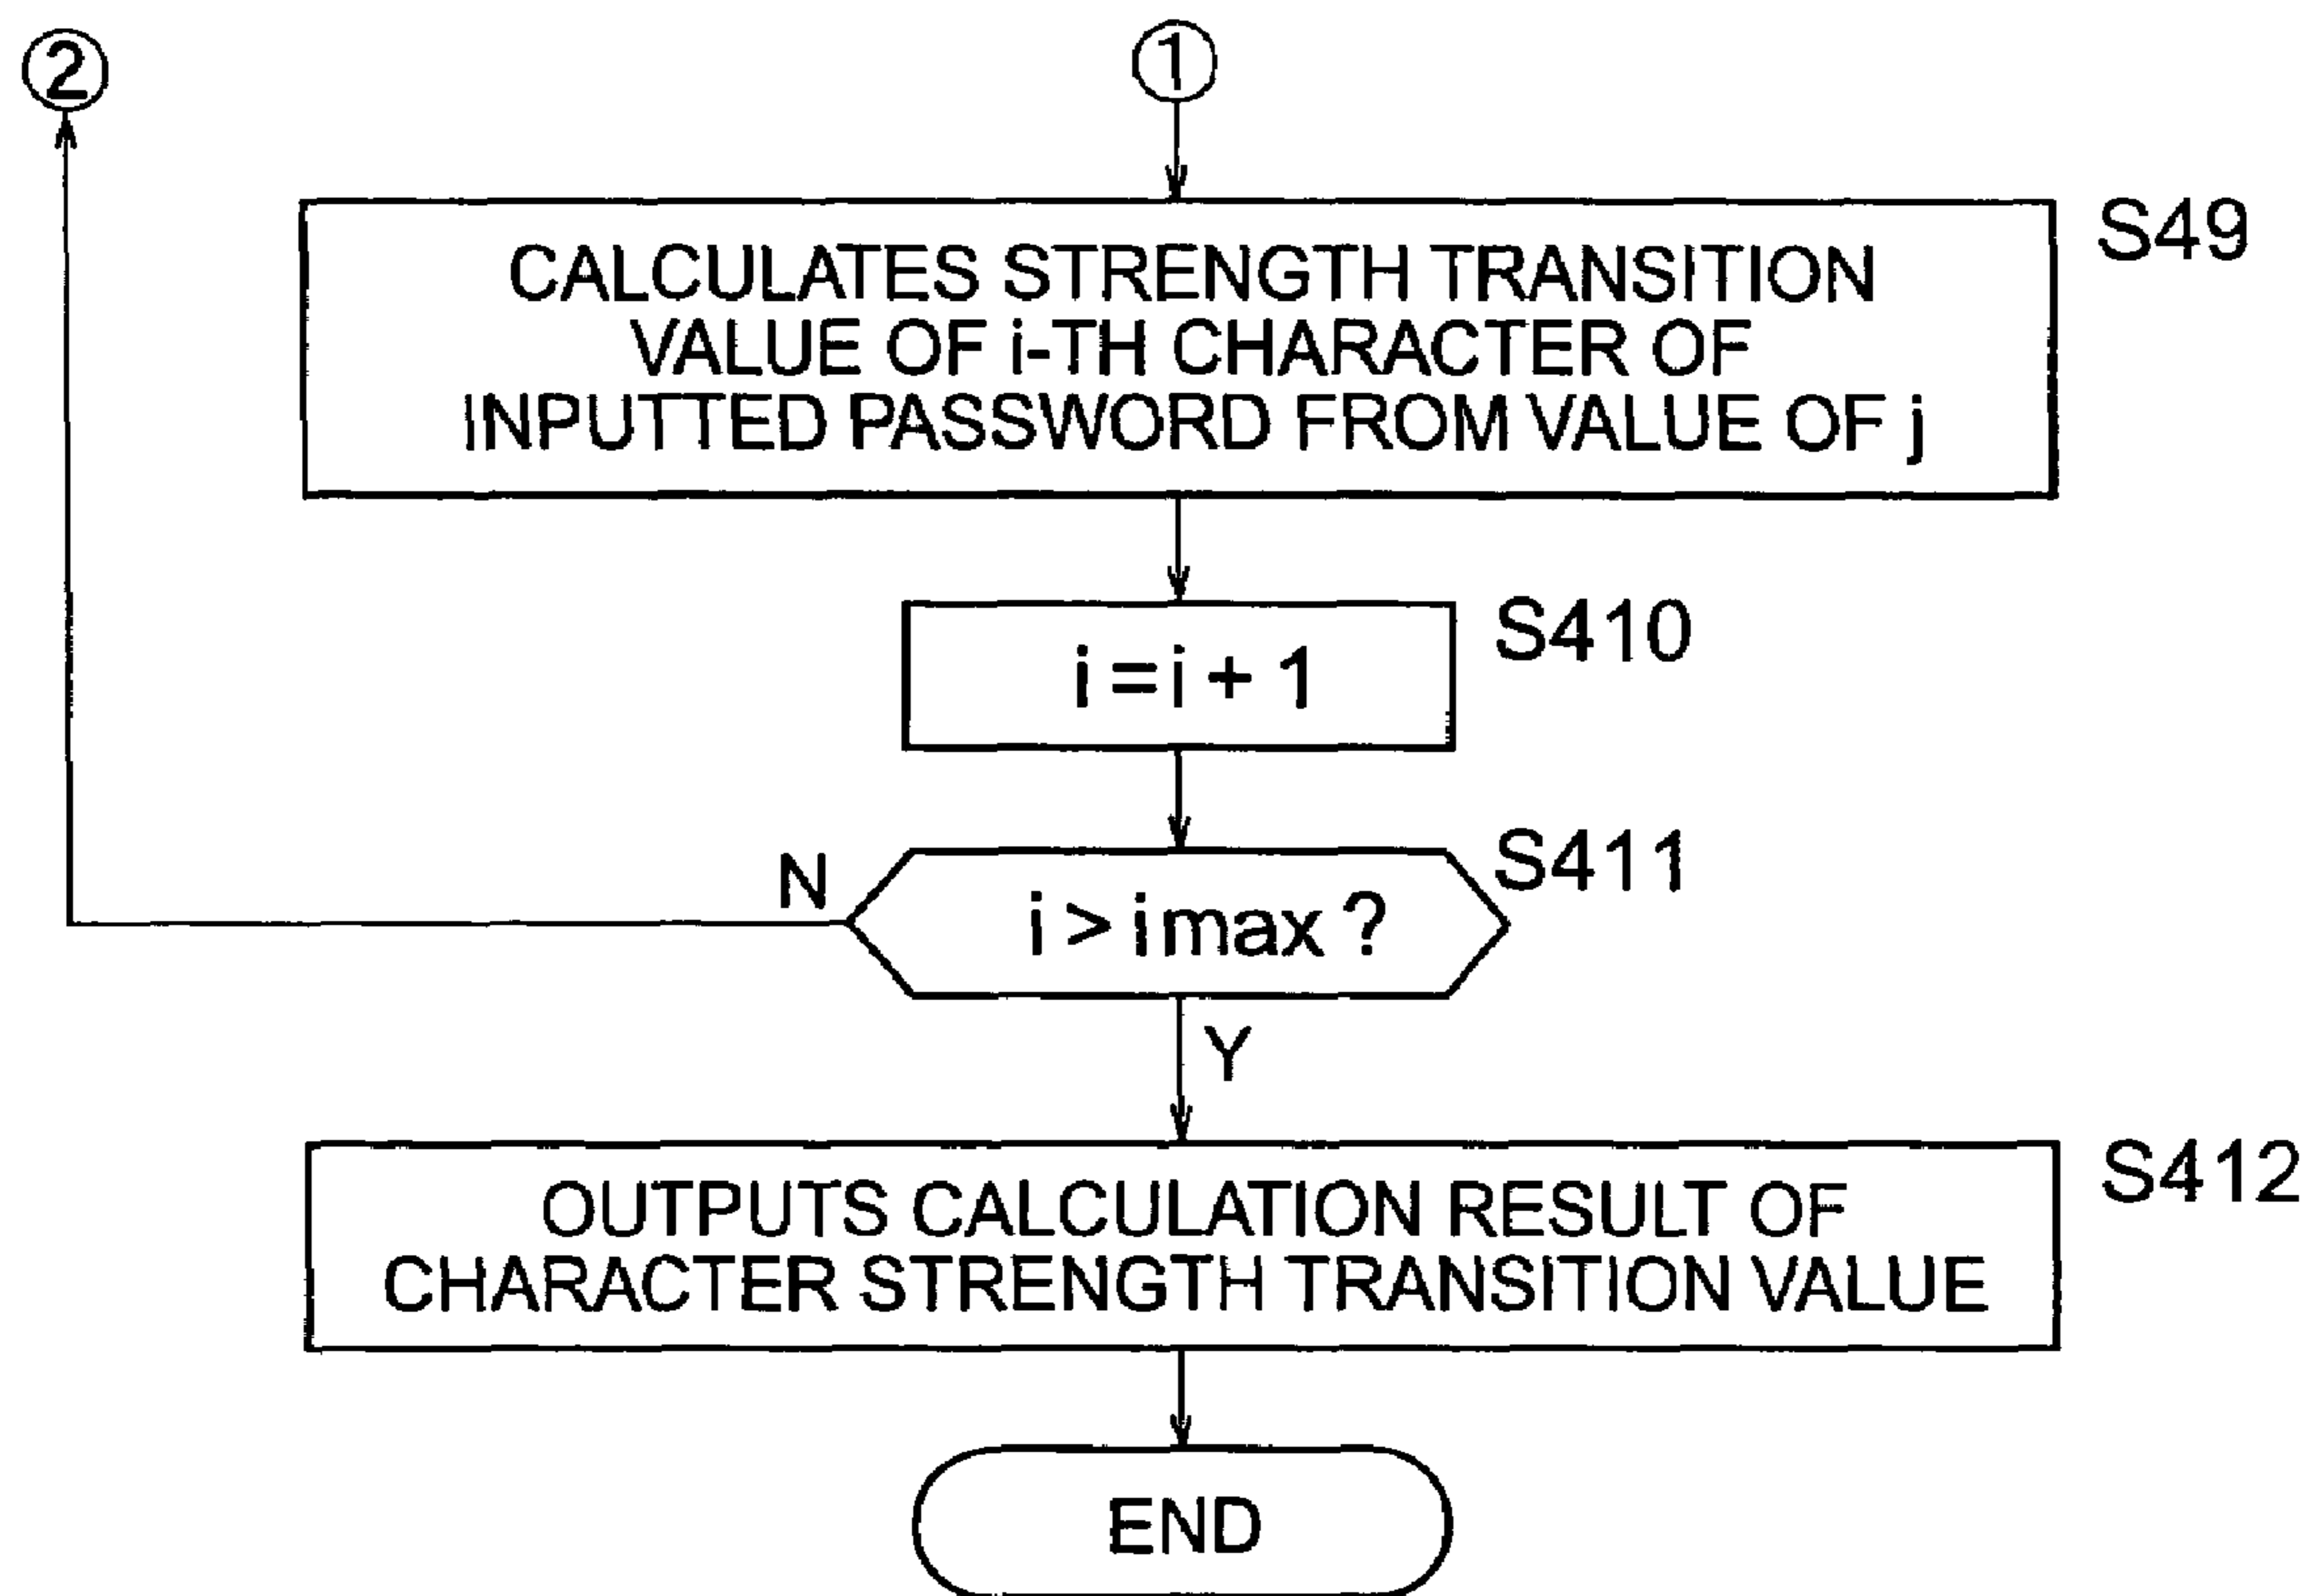 ②
①
S49
CALCULATES STRENGTH TRANSITION
VALUE OF i-TH CHARACTER OF
INPUTTED PASSWORD FROM VALUE OF j
S410
i=i+1
S411
N
i > imax ?
Y
S412
OUTPUTS CALCULATION RESULT OF
CHARACTER STRENGTH TRANSITION VALUE
END